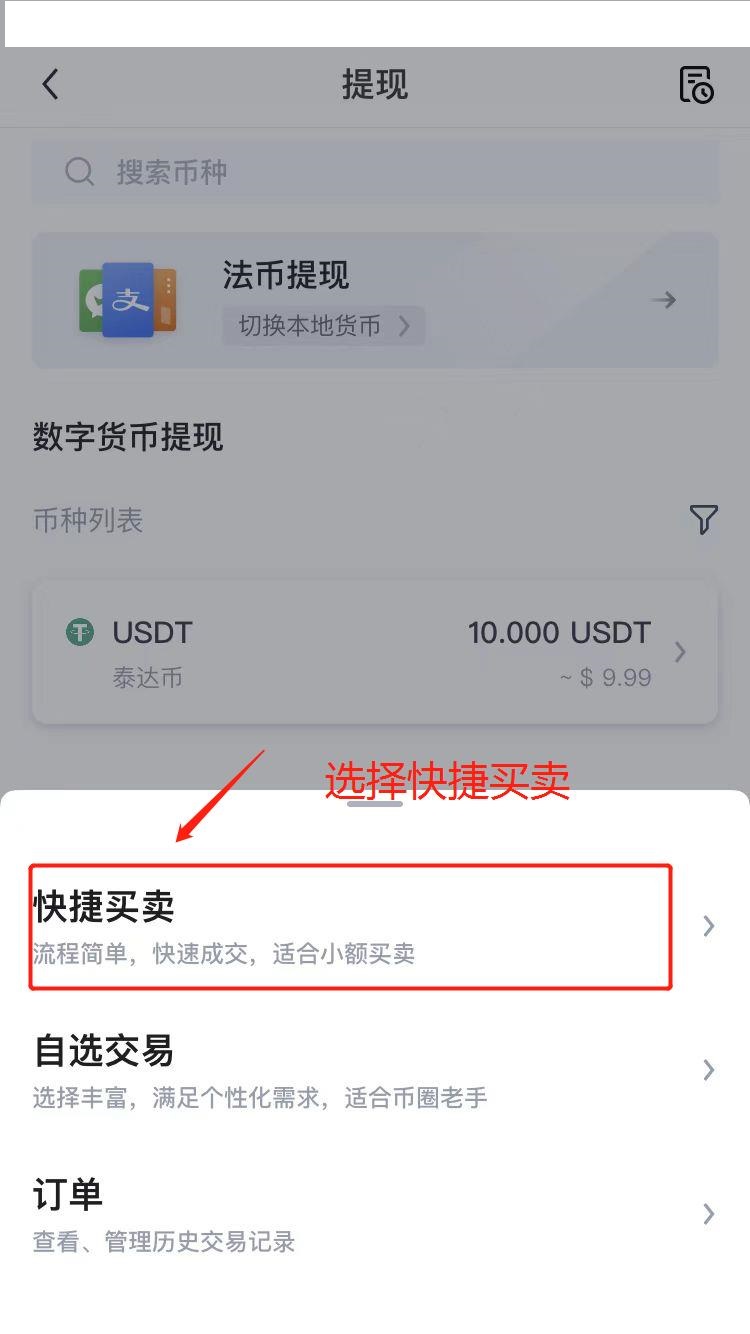 提现
搜索币种
支
法币提现
切换本地货币
数字货币提现
币种列表
USDT
10.000 USDT
泰达币
~ $ 9.99
选择快捷买卖
快捷买卖
流程简单，快速成交，适合小额买卖
自选交易
选择丰富，满足个性化需求，适合币圈老手
订单
查看、管理历史交易记录